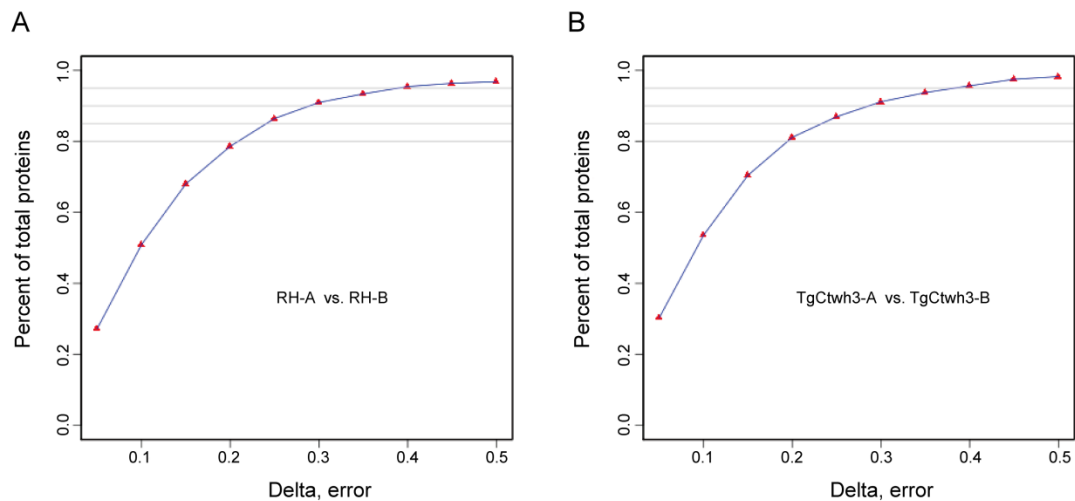 A
Percent of total proteins
1.0
0.8
0.6
0.4
0.2
0.0
RH-A vs. RH-B
0.1 0.2 0.3 0.4 0.5
Delta, error
B
Percent of total proteins
1.0
0.8
0.6
0.4
0.2
0.0
TgCtwh3-A vs. TgCtwh3-B
0.1 0.2 0.3 0.4 0.5
Delta, error